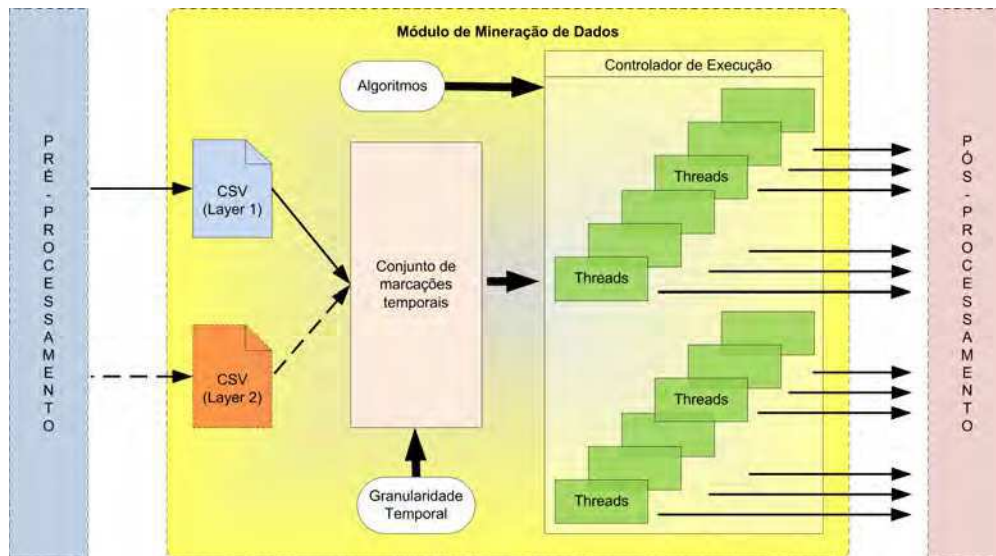 Módulo de Mineração de Dados
PRÉ-PROCESSAMENTO
Algoritmos
Controlador de Execução
CSV
(Layer 1)
Threads
Conjunto de
marcações
temporais
Threads
CSV
(Layer 2)
Threads
Granularidade
Temporal
Threads
PÓS-PROCESSAMENTO